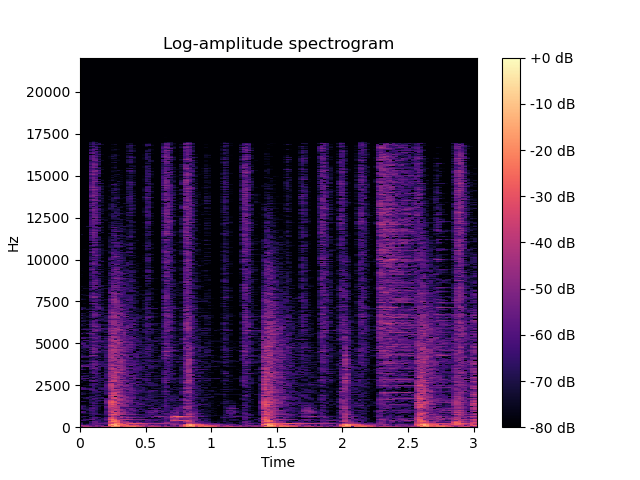 Log-amplitude spectrogram
Hz
20000
17500
15000
12500
10000
7500
5000
2500
0
0 0.5 1 1.5 2 2.5 3
Time
+0 dB
-10 dB
-20 dB
-30 dB
-40 dB
-50 dB
-60 dB
-70 dB
-80 dB